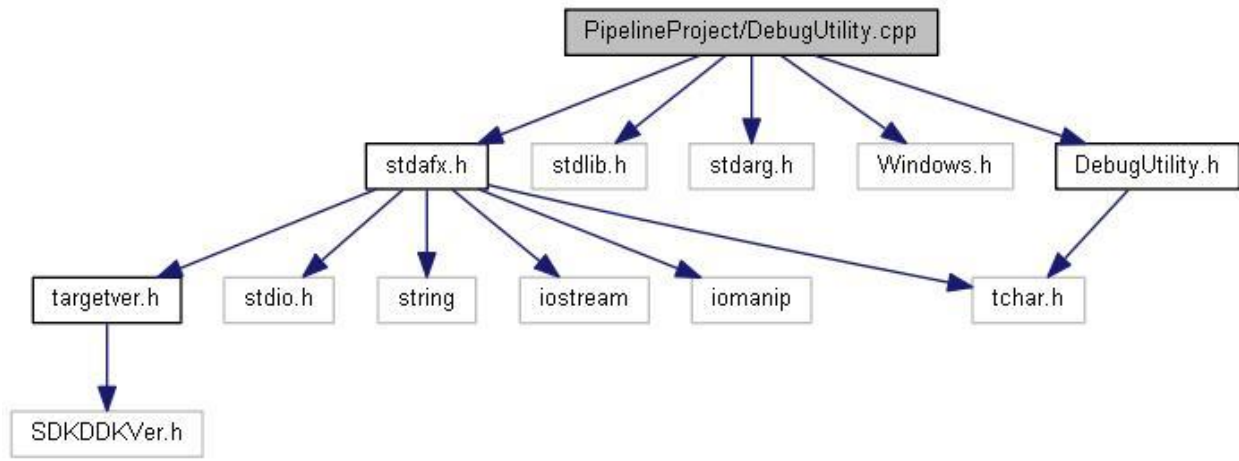 PipelineProject/DebugUtility.cpp
stdafx.h
stdlib.h
stdarg.h
Windows.h
DebugUtility.h
targetver.h
stdio.h
string
iostream
iomanip
tchar.h
SDKDDKVer.h